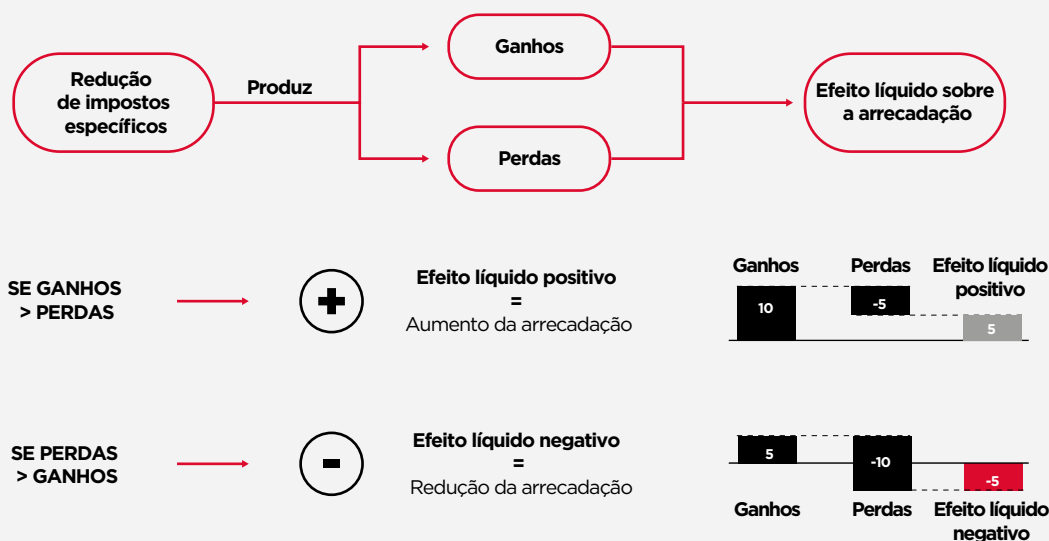 Redução
de impostos
específicos
Produz
Ganhos
Perdas
Efeito líquido sobre
a arrecadação
SE GANHOS
> PERDAS
+
Efeito líquido positivo
=
Aumento da arrecadação
Ganhos
Perdas
Efeito líquido
positivo
10
-5
5
SE PERDAS
> GANHOS
-
Efeito líquido negativo
=
Redução da arrecadação
5
-10
-5
Ganhos
Perdas
Efeito líquido
negativo